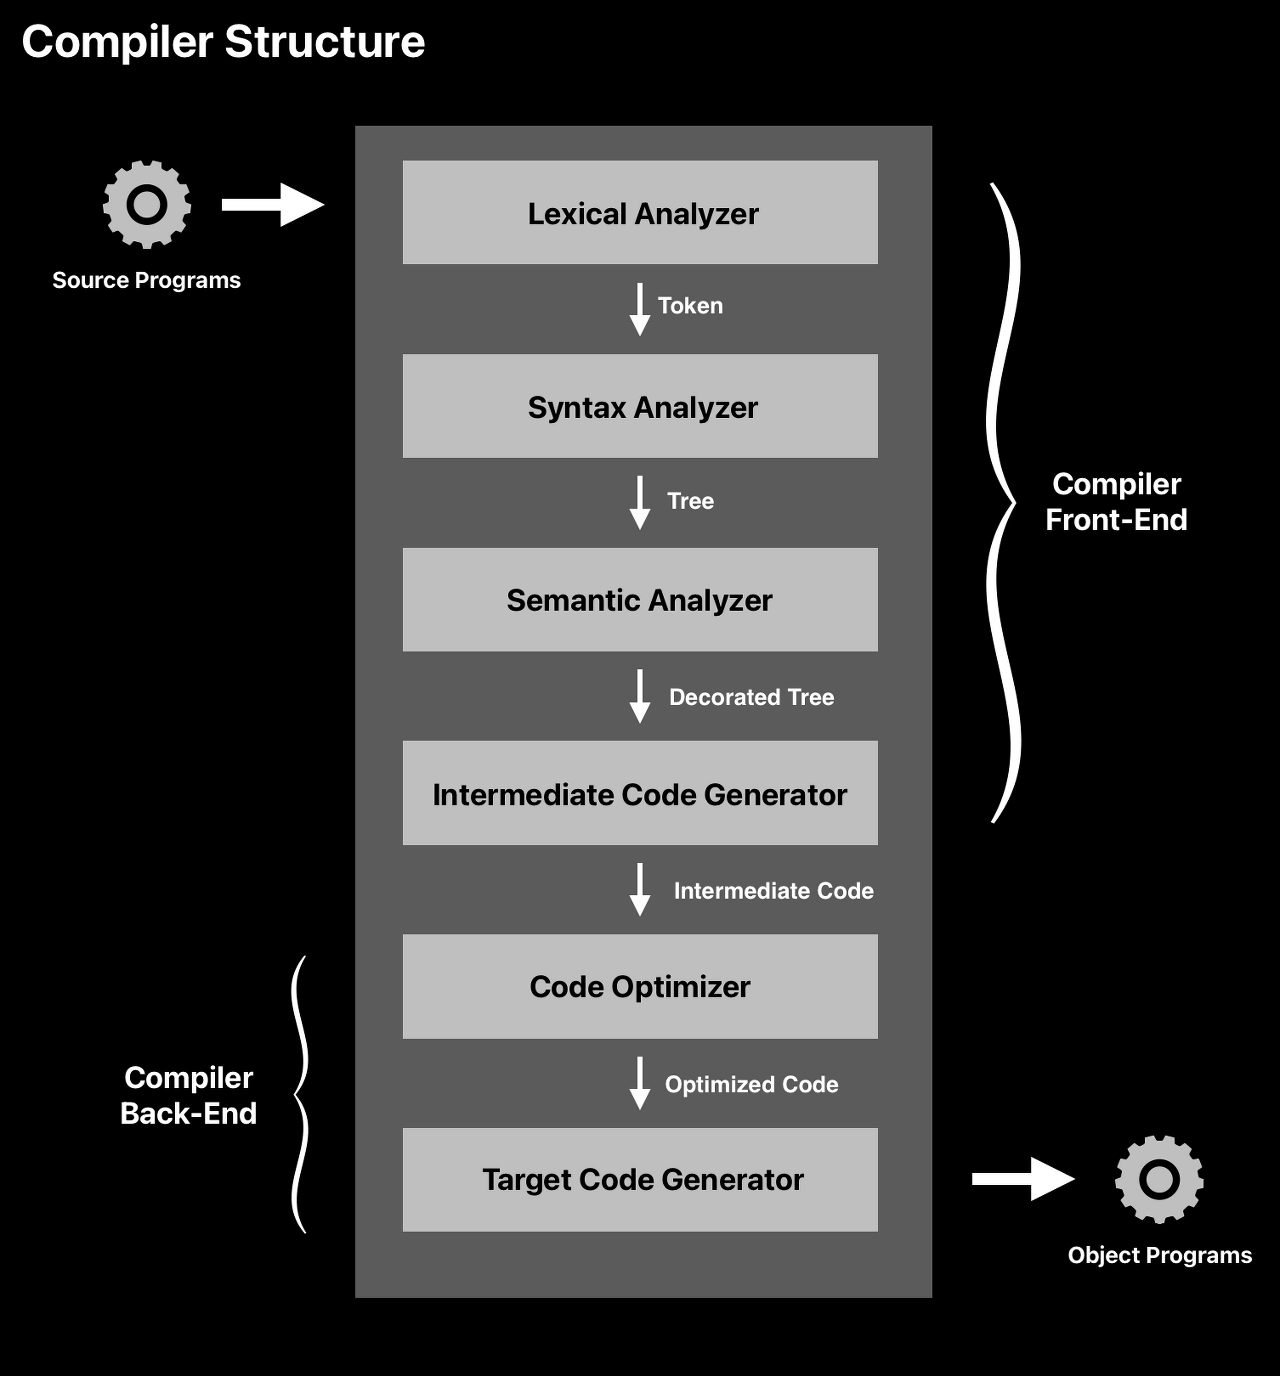 Compiler Structure
Source Programs
Lexical Analyzer
Token
Syntax Analyzer
Tree
Semantic Analyzer
Decorated Tree
Intermediate Code Generator
Intermediate Code
Code Optimizer
Optimized Code
Target Code Generator
Compiler
Front-End
Compiler
Back-End
Object Programs